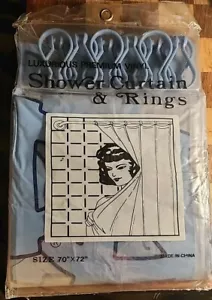 LUXURIOUS PREMIUM VINYL
Shower Curtain
& Rings
SIZE 70"X72"
MADE IN CHINA